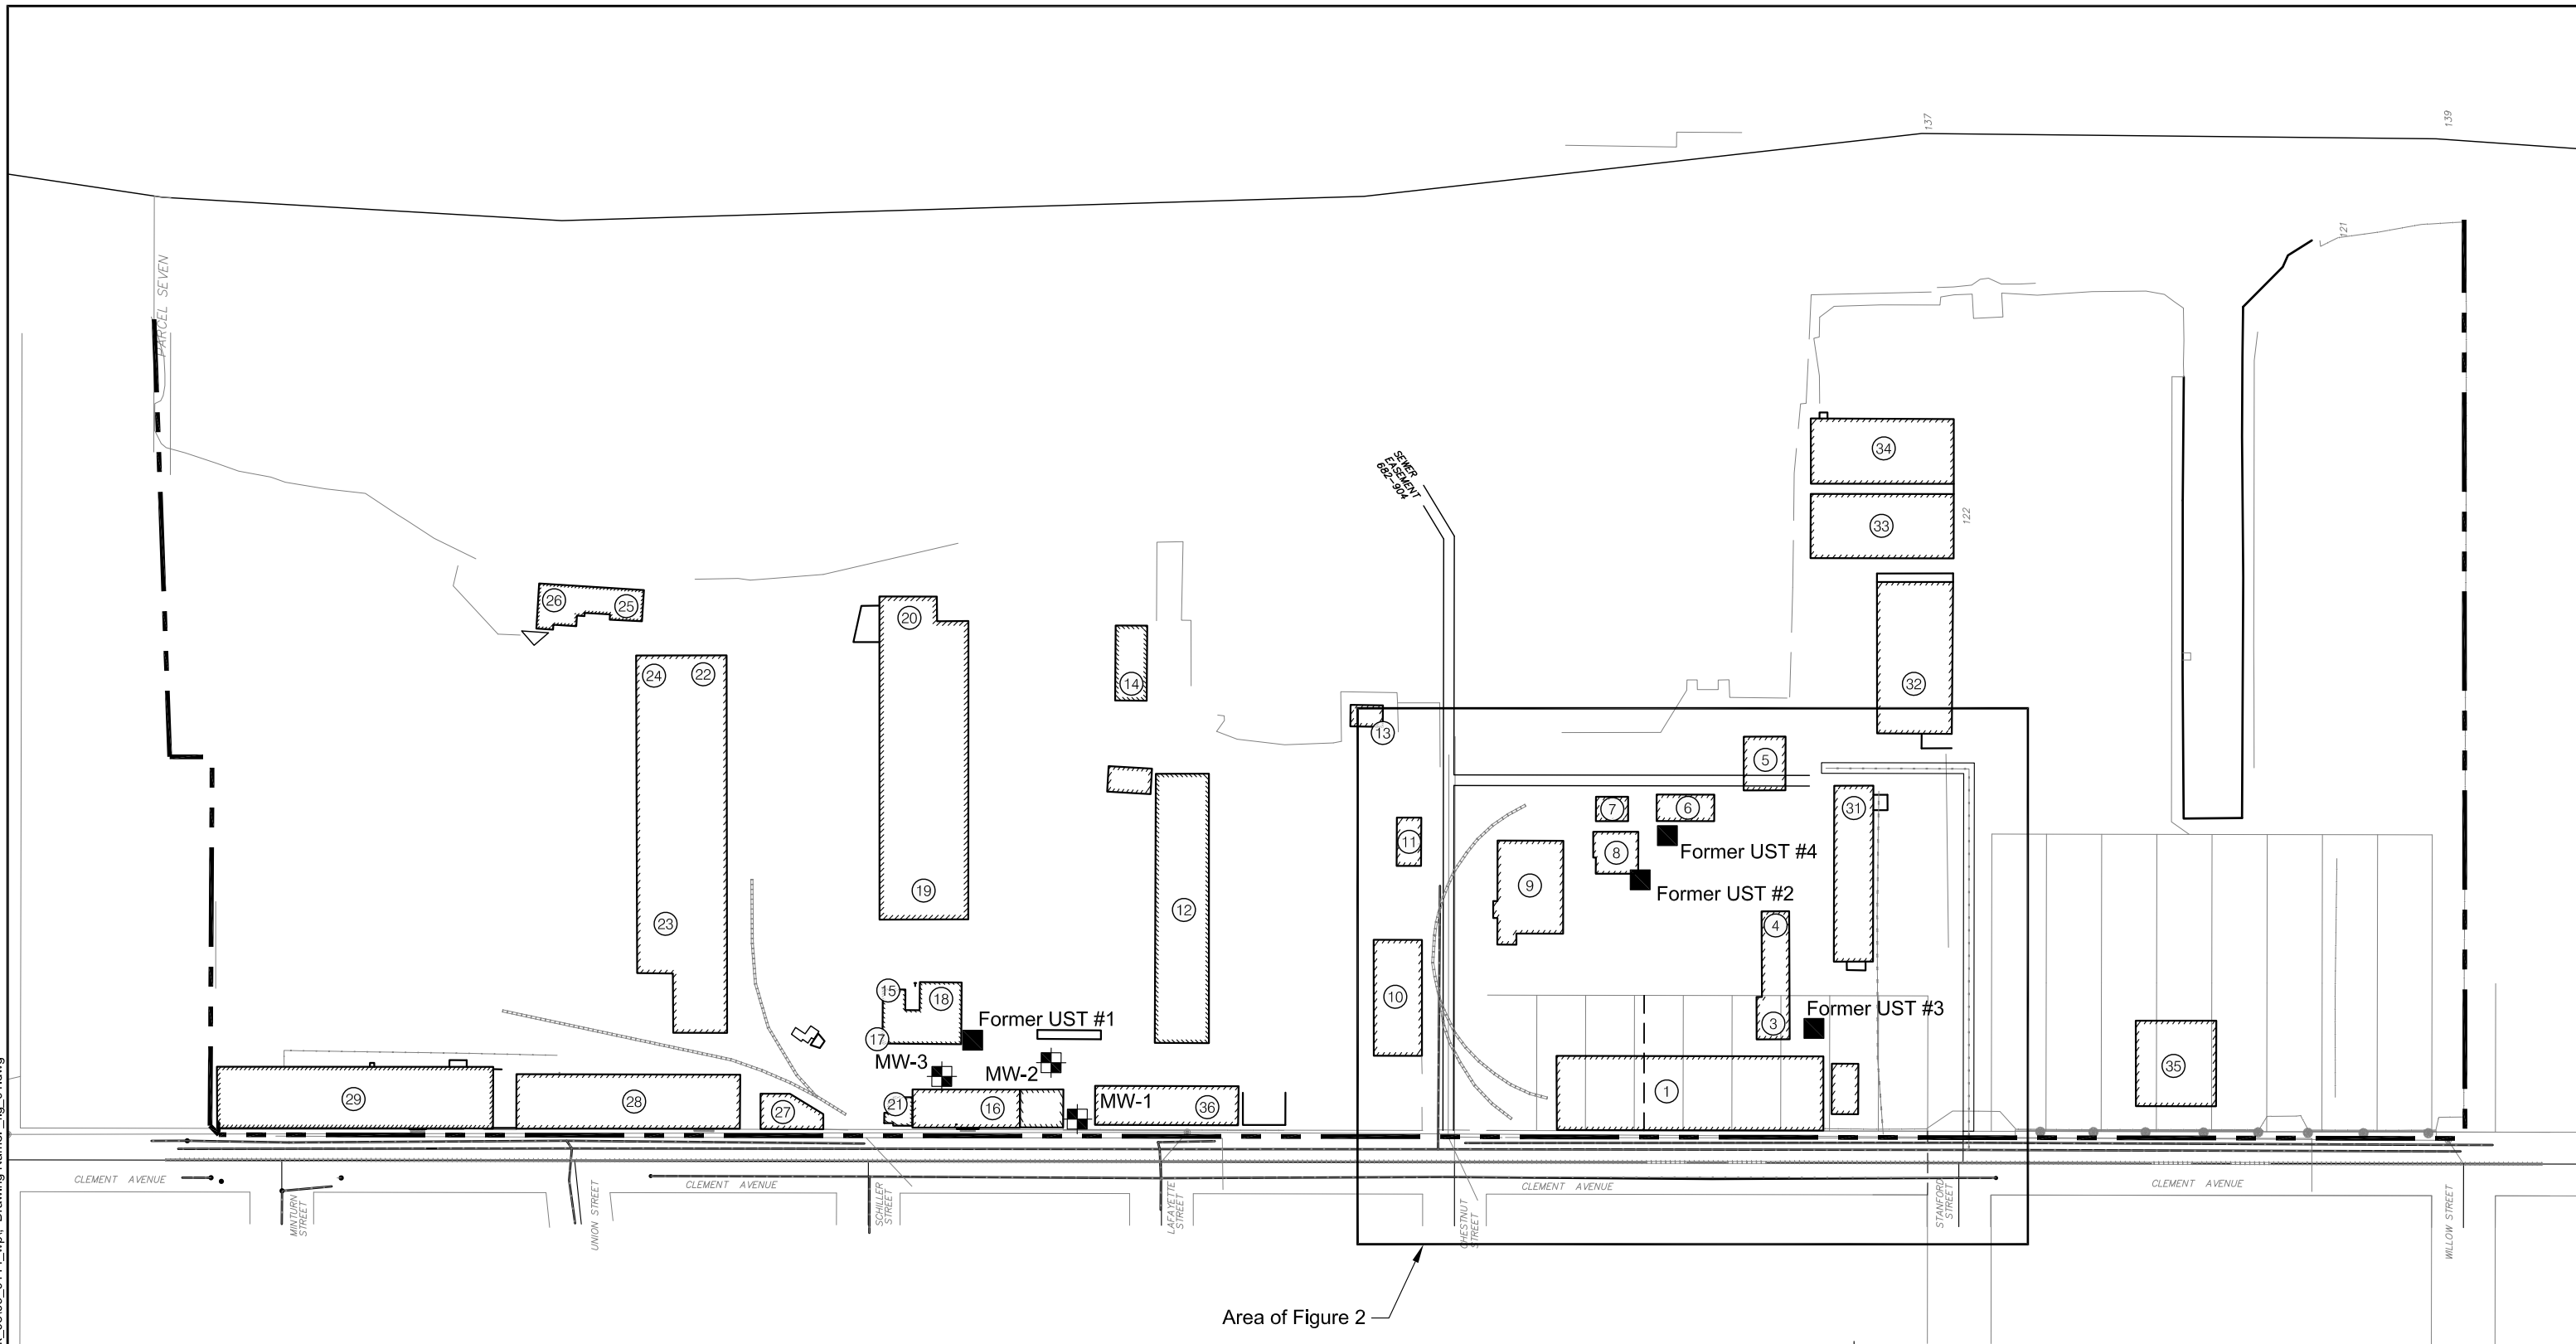 137
139
PARCEL SEVEN
121
34
SEWER
EASEMENT
682-904
33
122
26
25
20
24
22
14
32
13
5
7
6
31
11
8
Former UST #4
9
Former UST #2
19
12
23
4
10
15
18
Former UST #1
17
Former UST #3
3
MW-3
MW-2
35
1
29
28
27
21
16
MW-1
36
CLEMENT AVENUE
CLEMENT AVENUE
CLEMENT AVENUE
CLEMENT AVENUE
MINTURN
STREET
UNION STREET
SCHILLER
STREET
LAFAYETTE
STREET
CHESTNUT
STREET
STANFORD
STREET
WILLOW STREET
Area of Figure 2